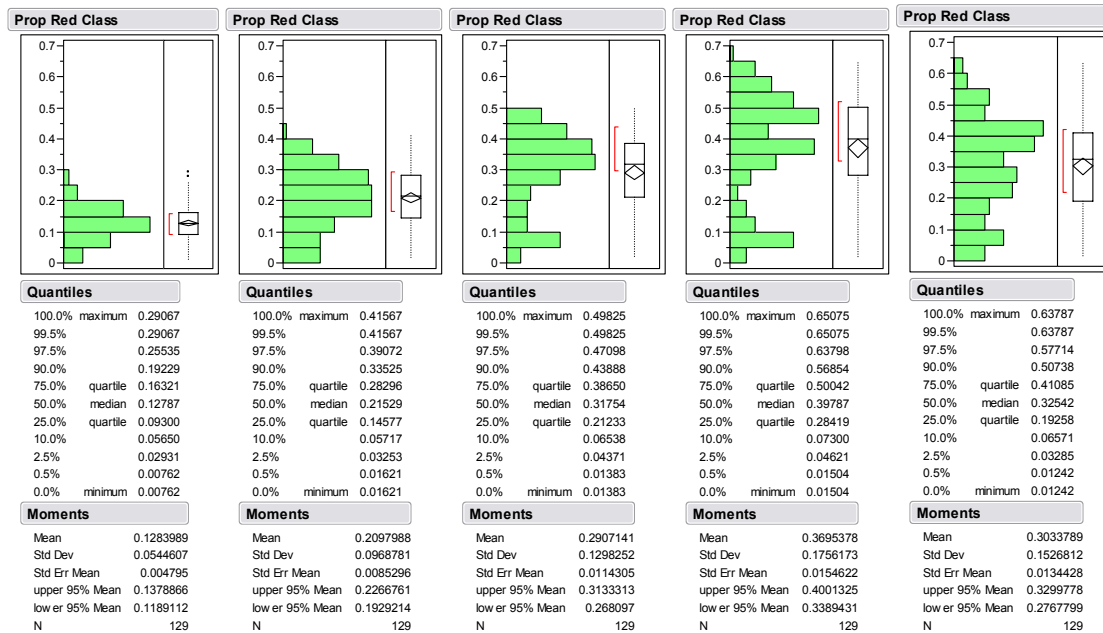 Prop Red Class
0.7
0.6
0.5
0.4
0.3
0.2
0.1
0
Quantiles
100.0% maximum 0.29067
99.5% 0.29067
97.5% 0.25535
90.0% 0.19229
75.0% quartile 0.16321
50.0% median 0.12787
25.0% quartile 0.09300
10.0% 0.05650
2.5% 0.02931
0.5% 0.00762
0.0% minimum 0.00762
Moments
Mean 0.1283989
Std Dev 0.0544607
Std Err Mean 0.004795
upper 95% Mean 0.1378866
lower 95% Mean 0.1189112
N 129
Prop Red Class
0.7
0.6
0.5
0.4
0.3
0.2
0.1
0
Quantiles
100.0% maximum 0.41567
99.5% 0.41567
97.5% 0.39072
90.0% 0.33525
75.0% quartile 0.28296
50.0% median 0.21529
25.0% quartile 0.14577
10.0% 0.05717
2.5% 0.03253
0.5% 0.01621
0.0% minimum 0.01621
Moments
Mean 0.2097988
Std Dev 0.0968781
Std Err Mean 0.0085296
upper 95% Mean 0.2266761
lower 95% Mean 0.1929214
N 129
Prop Red Class
0.7
0.6
0.5
0.4
0.3
0.2
0.1
0
Quantiles
100.0% maximum 0.49825
99.5% 0.49825
97.5% 0.47098
90.0% 0.43888
75.0% quartile 0.38650
50.0% median 0.31754
25.0% quartile 0.21233
10.0% 0.06538
2.5% 0.04371
0.5% 0.01383
0.0% minimum 0.01383
Moments
Mean 0.2907141
Std Dev 0.1298252
Std Err Mean 0.0114305
upper 95% Mean 0.3133313
lower 95% Mean 0.268097
N 129
Prop Red Class
0.7
0.6
0.5
0.4
0.3
0.2
0.1
0
Quantiles
100.0% maximum 0.65075
99.5% 0.65075
97.5% 0.63798
90.0% 0.56854
75.0% quartile 0.50042
50.0% median 0.39787
25.0% quartile 0.28419
10.0% 0.07300
2.5% 0.04621
0.5% 0.01504
0.0% minimum 0.01504
Moments
Mean 0.3695378
Std Dev 0.1756173
Std Err Mean 0.0154622
upper 95% Mean 0.4001325
lower 95% Mean 0.3389431
N 129
Prop Red Class
0.7
0.6
0.5
0.4
0.3
0.2
0.1
0
Quantiles
100.0% maximum 0.63787
99.5% 0.63787
97.5% 0.57714
90.0% 0.50738
75.0% quartile 0.41085
50.0% median 0.32542
25.0% quartile 0.19258
10.0% 0.06571
2.5% 0.03285
0.5% 0.01242
0.0% minimum 0.01242
Moments
Mean 0.3033789
Std Dev 0.1526812
Std Err Mean 0.0134428
upper 95% Mean 0.3299778
lower 95% Mean 0.2767799
N 129